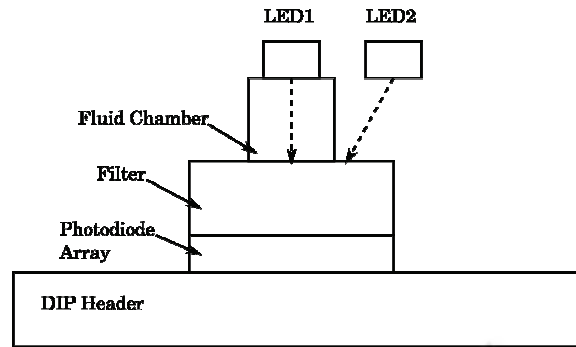 LED1
LED2
Fluid Chamber
Filter
Photodiode
Array
DIP Header